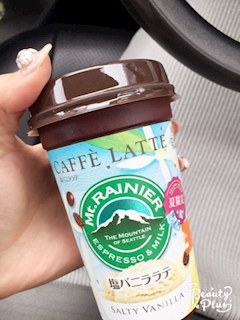 CAFFÈ LATTE
MT. RAINIER
THE MOUNTAIN
OF SEATTLE
ESPRESSO & MILK
塩バニララテ
SALTY VANILLA
Beauty
Plus